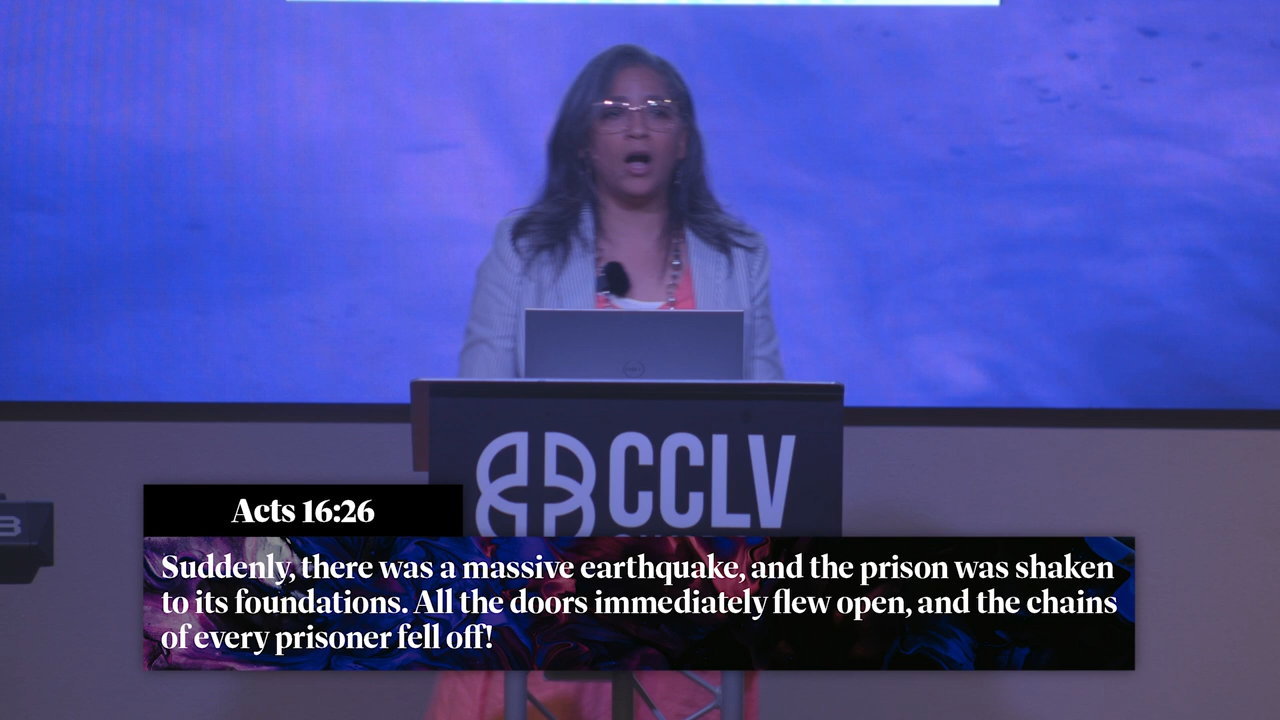 CCLV
Acts 16:26
Suddenly, there was a massive earthquake, and the prison was shaken
to its foundations. All the doors immediately flew open, and the chains
of every prisoner fell off!